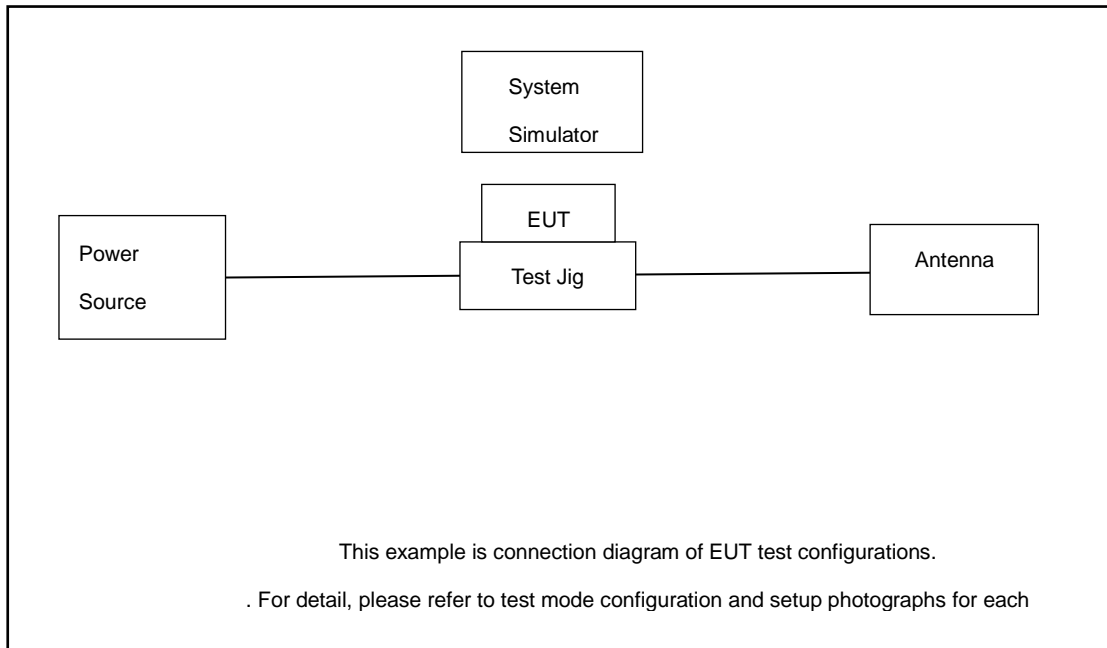 System
Simulator
EUT
Power
Source
Test Jig
Antenna
This example is connection diagram of EUT test configurations.
. For detail, please refer to test mode configuration and setup photographs for each